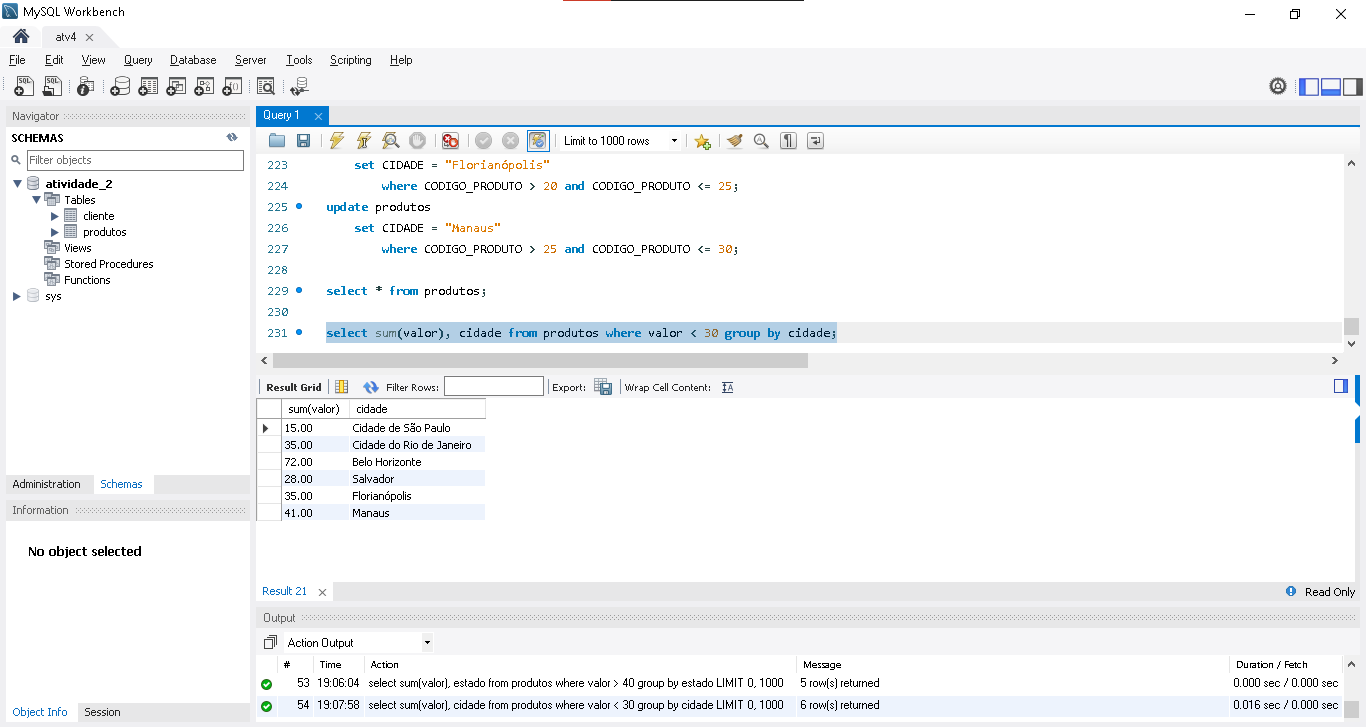 MySQL Workbench
atv4
File Edit View Query Database Server Tools Scripting Help
Navigator
SCHEMAS
Filter objects
atividade_2
Tables
cliente
produtos
Views
Stored Procedures
Functions
sys
Administration Schemas
Information
No object selected
Object Info Session
Query 1
Limit to 1000 rows
223 set CIDADE = "Florianópolis"
224 where CODIGO_PRODUTO > 20 and CODIGO_PRODUTO <= 25;
225 update produtos
226 set CIDADE = "Manaus"
227 where CODIGO_PRODUTO > 25 and CODIGO_PRODUTO <= 30;
228
229 select * from produtos;
230
231 select sum(valor), cidade from produtos where valor < 30 group by cidade;
Result Grid Filter Rows: Export: Wrap Cell Content:
sum(valor) cidade
15.00 Cidade de São Paulo
35.00 Cidade do Rio de Janeiro
72.00 Belo Horizonte
28.00 Salvador
35.00 Florianópolis
41.00 Manaus
Result 21 Read Only
Output
Action Output
# Time Action Message Duration / Fetch
53 19:06:04 select sum(valor), estado from produtos where valor > 40 group by estado LIMIT 0, 1000 5 row(s) returned 0.000 sec / 0.000 sec
54 19:07:58 select sum(valor), cidade from produtos where valor < 30 group by cidade LIMIT 0, 1000 6 row(s) returned 0.016 sec / 0.000 sec